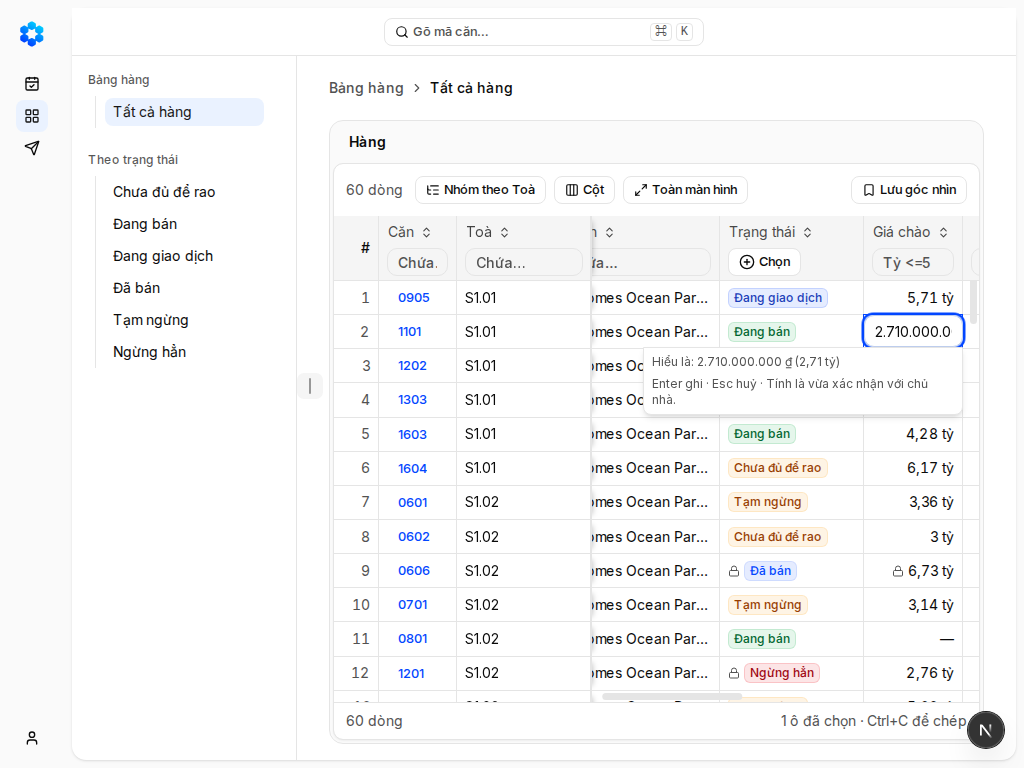 Gõ mã căn...
⌘ K
Bảng hàng
Tất cả hàng
Theo trạng thái
Chưa đủ để rao
Đang bán
Đang giao dịch
Đã bán
Tạm ngừng
Ngừng hẳn
Bảng hàng > Tất cả hàng
Hàng
60 dòng Nhóm theo Toà Cột Toàn màn hình Lưu góc nhìn
# Căn Toà n Trạng thái Giá chào
Chứa. Chứa... ứa... Chọn Tỷ <=5
1 0905 S1.01 omes Ocean Par... Đang giao dịch 5,71 tỷ
2 1101 S1.01 omes Ocean Par... Đang bán 2.710.000.0
3 1202 S1.01 omes Oc
Hiểu là: 2.710.000.000 ₫ (2,71 tỷ)
Enter ghi · Esc huỷ · Tính là vừa xác nhận với chủ
nhà.
4 1303 S1.01 omes Oc
5 1603 S1.01 omes Ocean Par... Đang bán 4,28 tỷ
6 1604 S1.01 omes Ocean Par... Chưa đủ để rao 6,17 tỷ
7 0601 S1.02 omes Ocean Par... Tạm ngừng 3,36 tỷ
8 0602 S1.02 omes Ocean Par... Chưa đủ để rao 3 tỷ
9 0606 S1.02 omes Ocean Par... Đã bán 6,73 tỷ
10 0701 S1.02 omes Ocean Par... Tạm ngừng 3,14 tỷ
11 0801 S1.02 omes Ocean Par... Đang bán —
12 1201 S1.02 omes Ocean Par... Ngừng hẳn 2,76 tỷ
60 dòng 1 ô đã chọn · Ctrl+C để chép
N